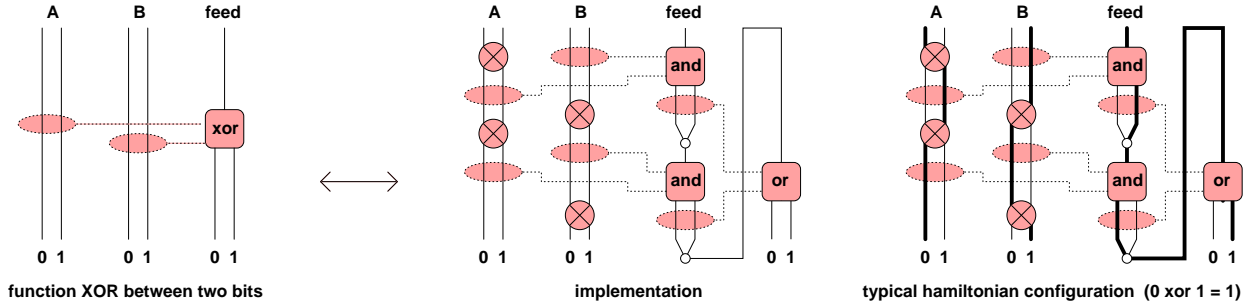 A B feed
xor
0 1 0 1 0 1
function XOR between two bits
A B feed
and
and or
0 1 0 1 0 1
implementation
A B feed
and
and or
0 1 0 1 0 1
typical hamiltonian configuration (0 xor 1 = 1)